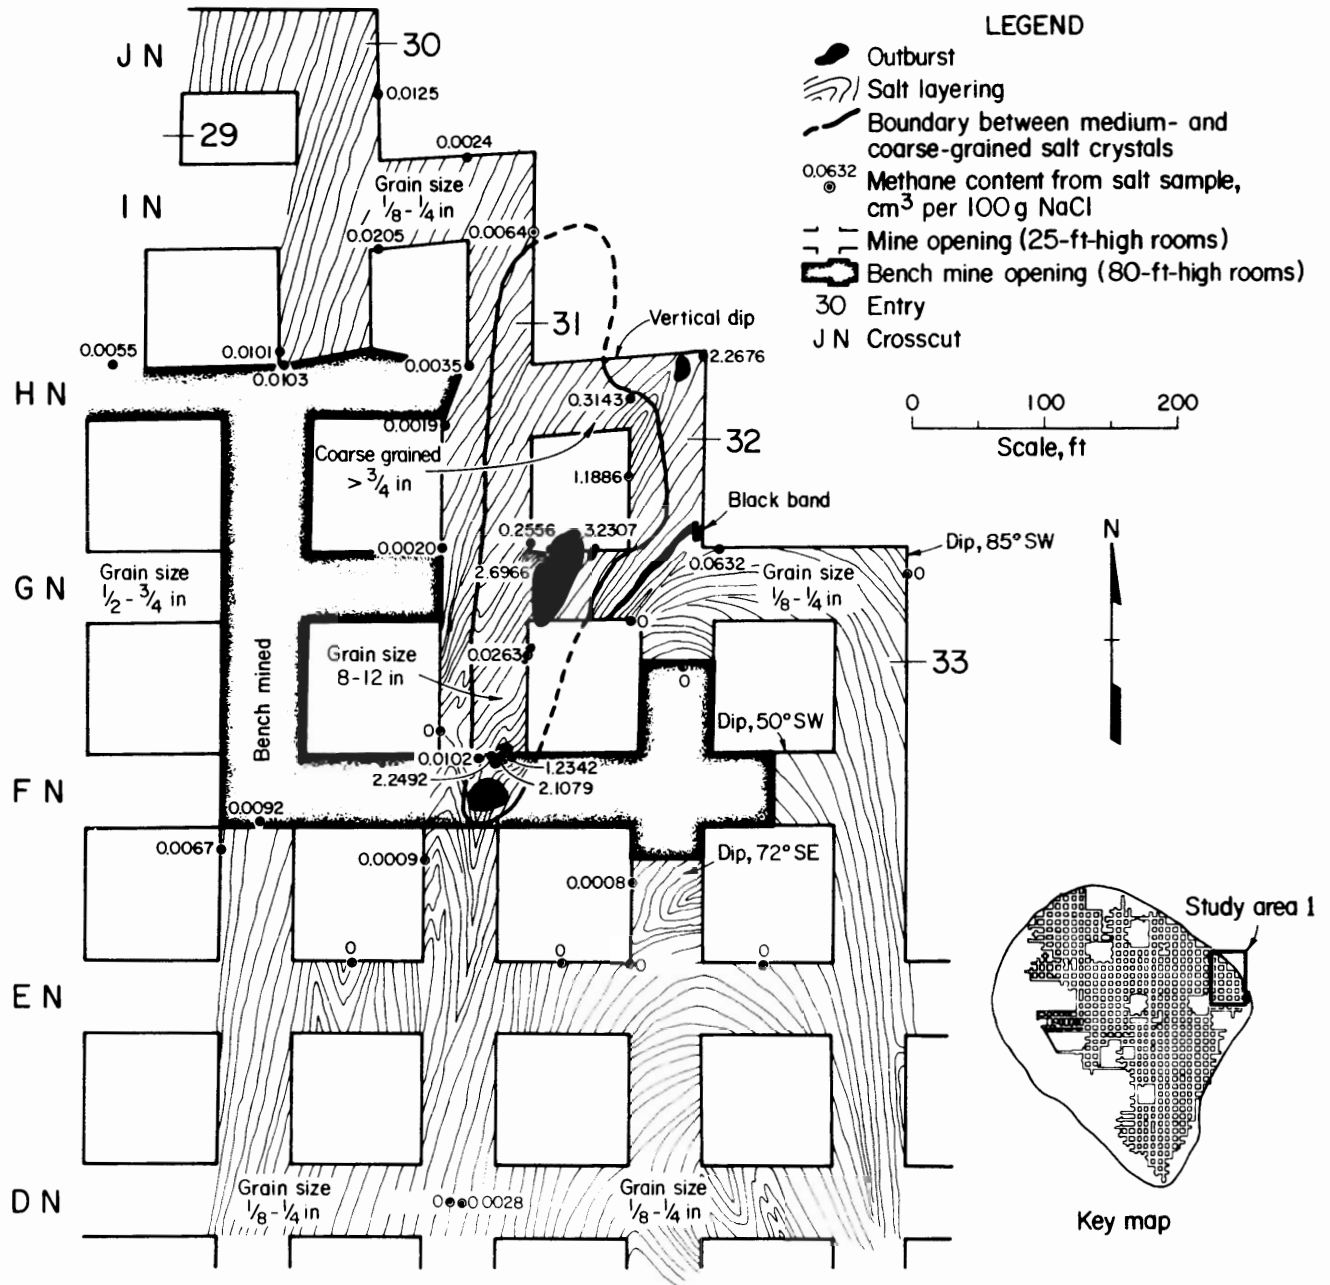 LEGEND
Outburst
Salt layering
Boundary between medium- and
coarse-grained salt crystals
0.0632
Methane content from salt sample,
cm³ per 100 g NaCl
Mine opening (25-ft-high rooms)
Bench mine opening (80-ft-high rooms)
30 Entry
J N Crosscut
J N
30
0.0125
29
0.0024
I N
Grain size
1/8 - 1/4 in
0.0205
0.0064
31
Vertical dip
0.0055
0.0101
0.0103
0.0035
2.2676
H N
0.3143
0.0019
32
0 100 200
Scale, ft
Coarse grained
> 3/4 in
1.1886
Black band
0.2556
3.2307
0.0020
0.0632
Dip, 85° SW
N
G N
Grain size
1/2 - 3/4 in
2.6966
Grain size
1/8 - 1/4 in
0
0
Bench mined
Grain size
8-12 in
0.0263
33
0
0
Dip, 50° SW
0.0102
2.2492
1.2342
2.1079
F N
0.0092
0.0067
0.0009
Dip, 72° SE
0.0008
0
0
0
0
E N
Study area 1
D N
Grain size
1/8 - 1/4 in
0
0.0028
Grain size
1/8 - 1/4 in
Key map